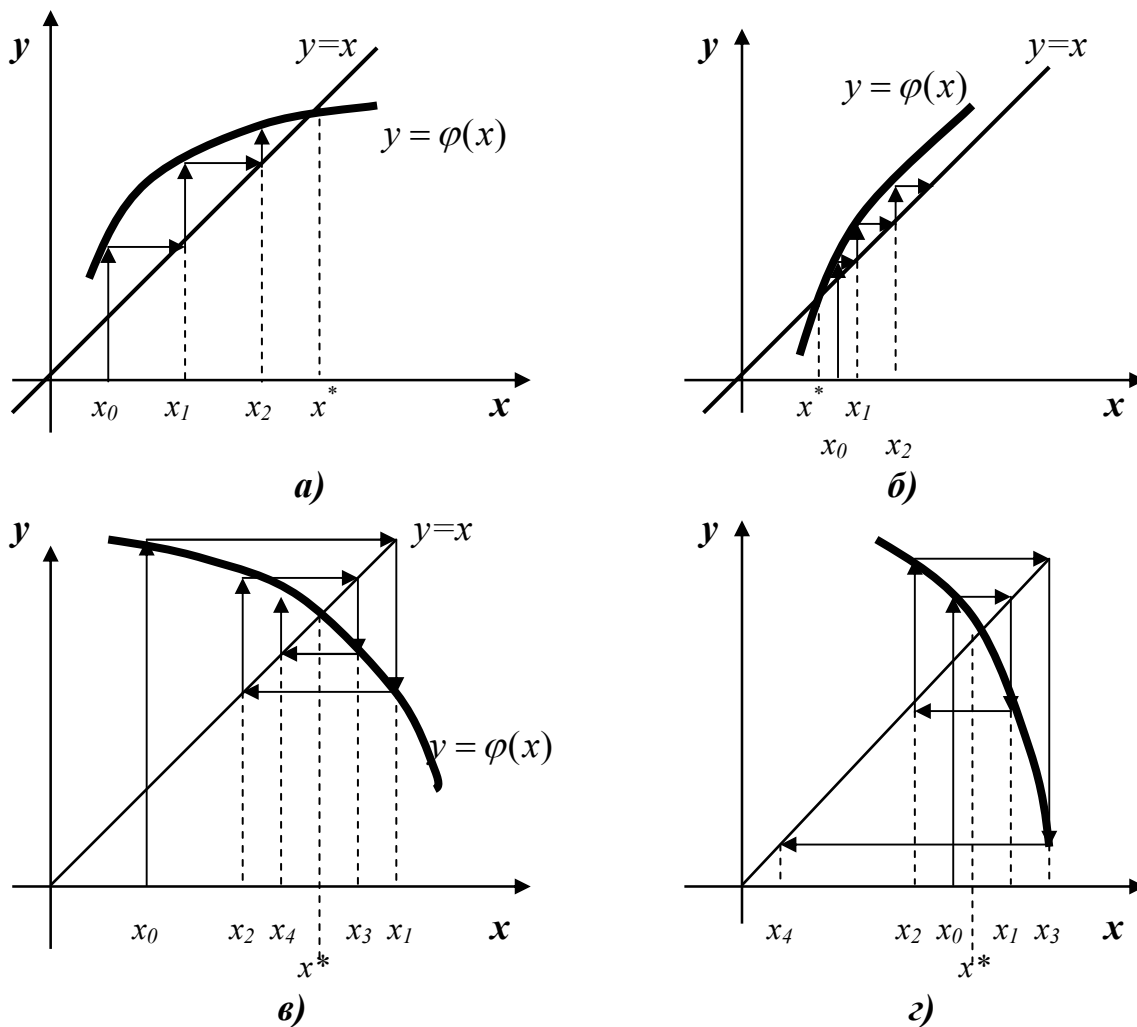 y
y=x
y = φ(x)
x₀ x₁ x₂ x* x
а)
y
y=x
y = φ(x)
x* x₁ x
x₀ x₂
б)
y
y=x
y = φ(x)
x₀ x₂ x₄ x₃ x₁ x
x*
в)
y
x₄ x₂ x₀ x₁ x₃ x
x*
г)